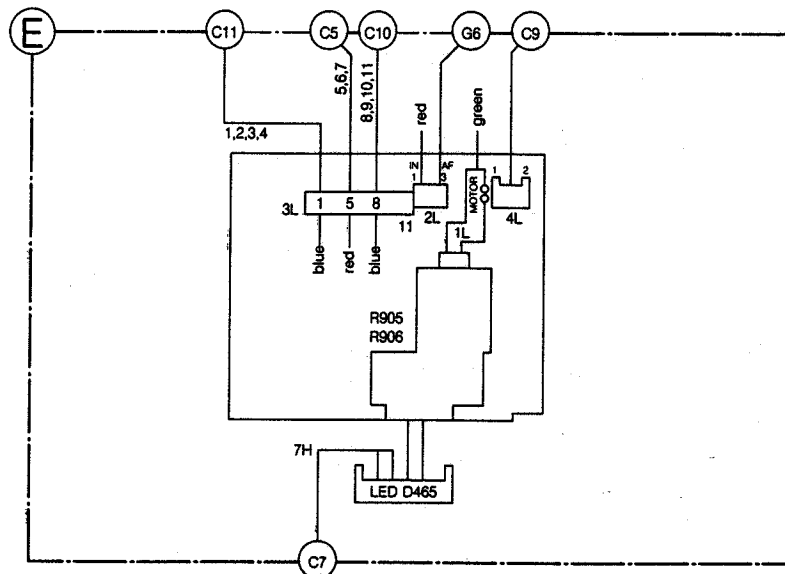 E
C11
C5
C10
G6
C9
5,6,7
8,9,10,11
red
green
1,2,3,4
IN
AF
1
3
MOTOR
1
2
3L
1
5
8
11
2L
1L
4L
blue
red
blue
R905
R906
7H
LED D465
C7